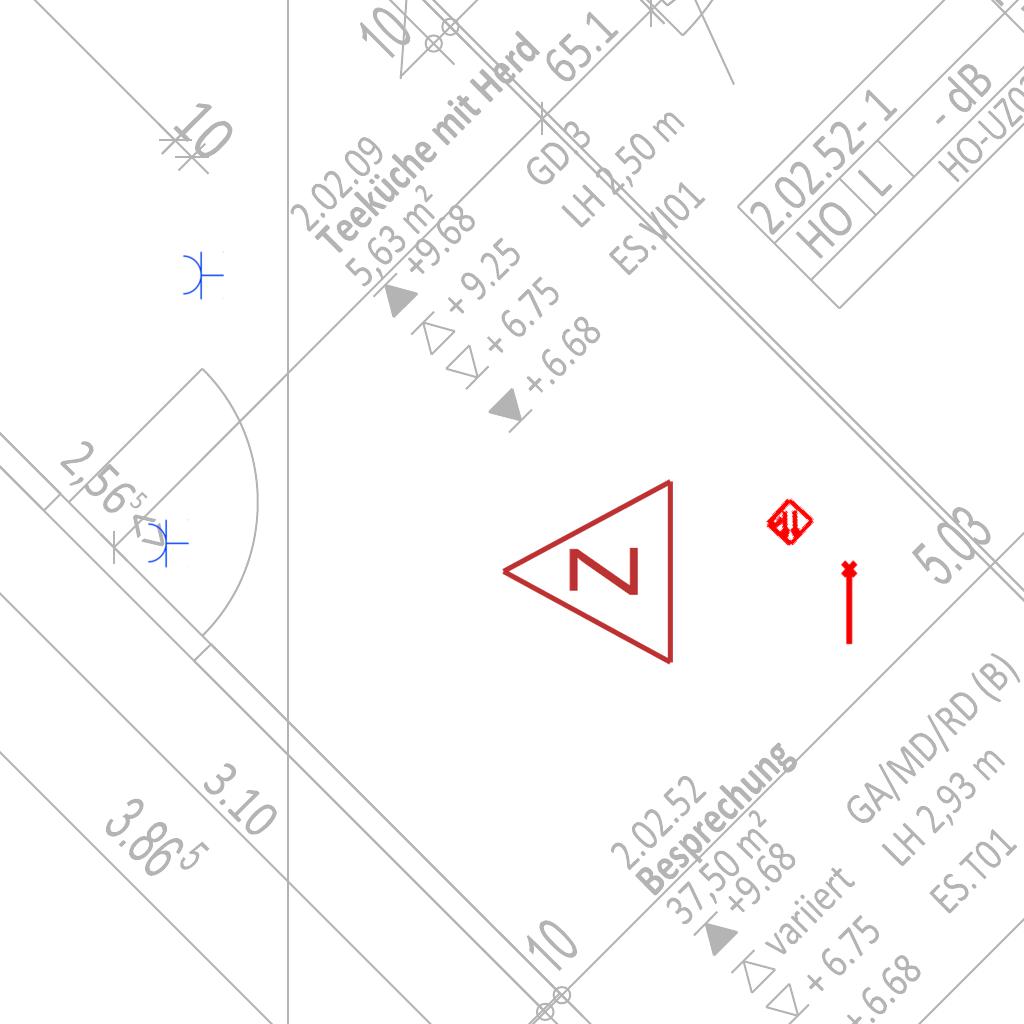 10
65.1
10
2.02.09
Teeküche mit Herd
5,63 m²
+9.68
+ 9.25
+ 6.75
+.6.68
GD 3
LH 2,50 m
ES.VI01
2.02.52- 1
- dB
HO
L
2,56⁵
Z
5.03
3.10
3.86⁵
10
2.02.52
Besprechung
37,50 m²
+9.68
variiert
+ 6.75
+.6.68
GA/MD/RD (B)
LH 2,93 m
ES.T01